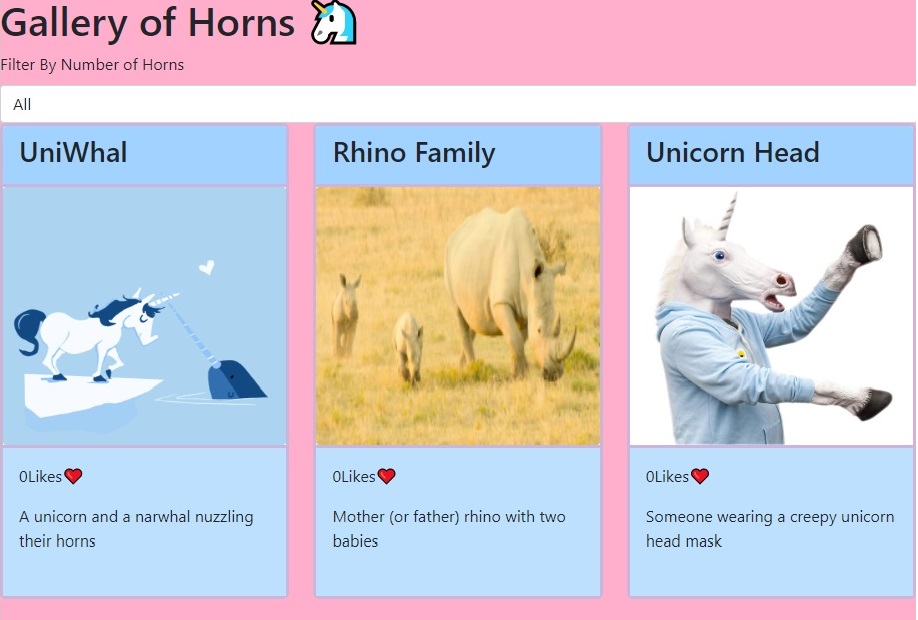 Gallery of Horns 🦄
Filter By Number of Horns
All
UniWhal
Rhino Family
Unicorn Head
0Likes❤️
A unicorn and a narwhal nuzzling
their horns
0Likes❤️
Mother (or father) rhino with two
babies
0Likes❤️
Someone wearing a creepy unicorn
head mask